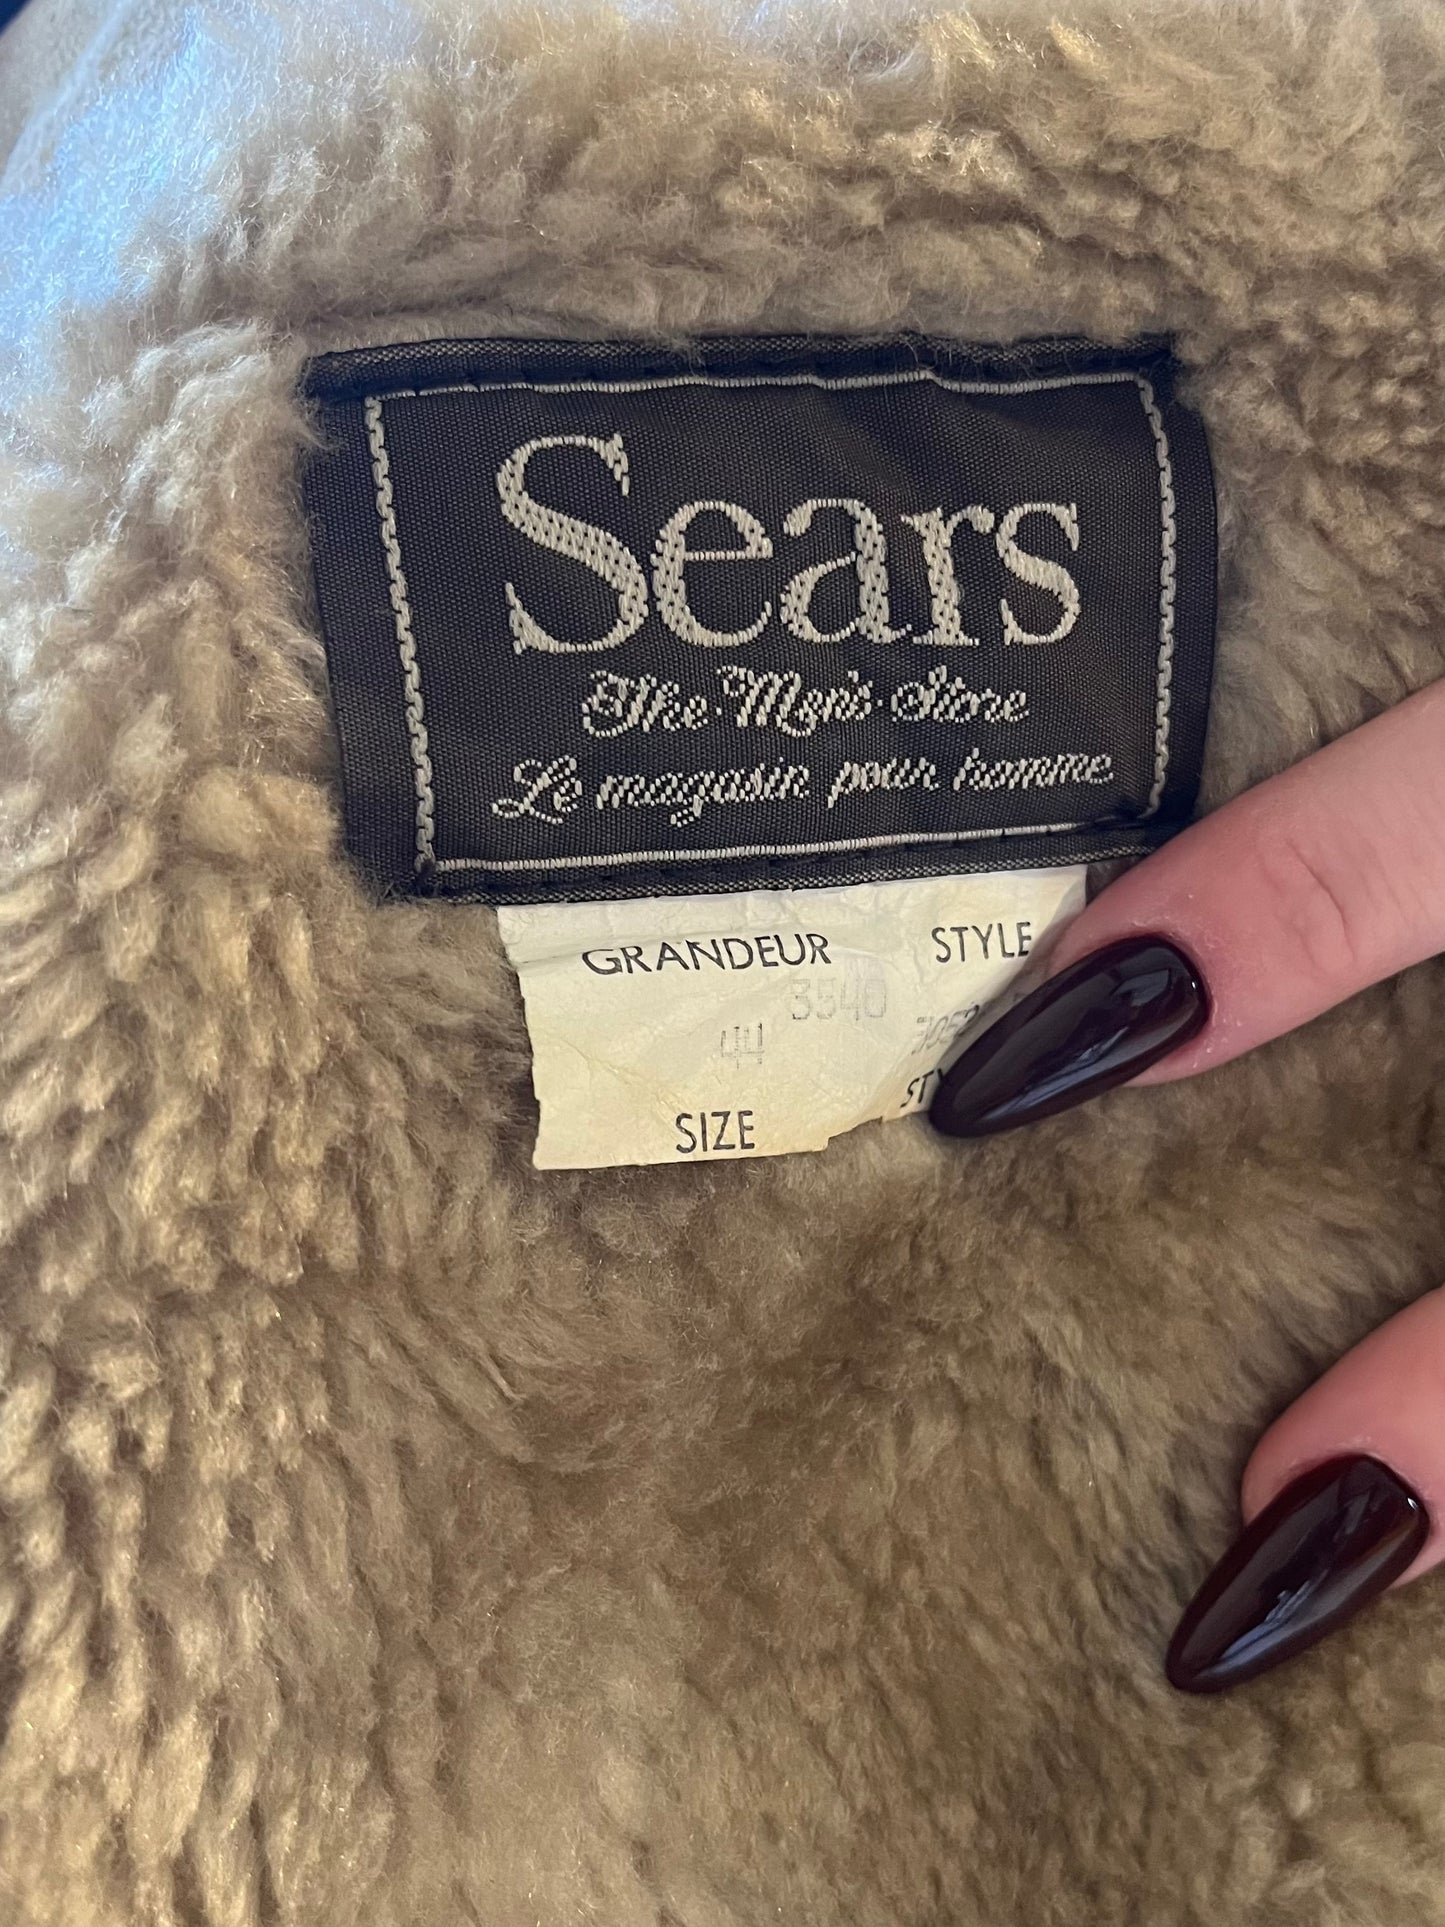 Sears
The Men's Store
Le magasin pour homme
GRANDEUR STYLE
3540
44
SIZE